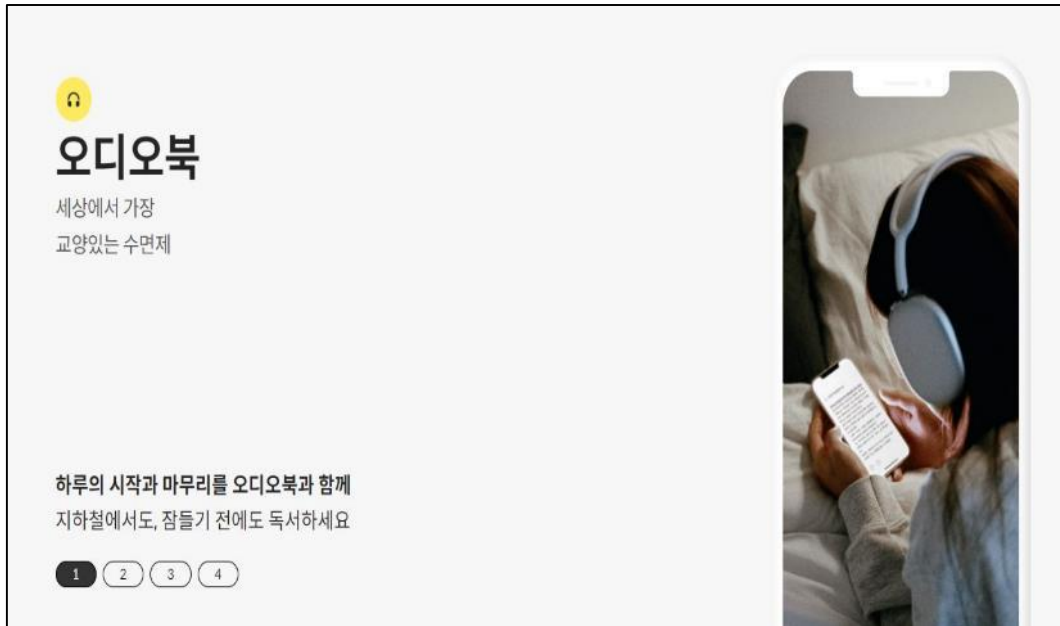 오디오북
세상에서 가장
교양있는 수면제
하루의 시작과 마무리를 오디오북과 함께
지하철에서도, 잠들기 전에도 독서하세요
1 2 3 4